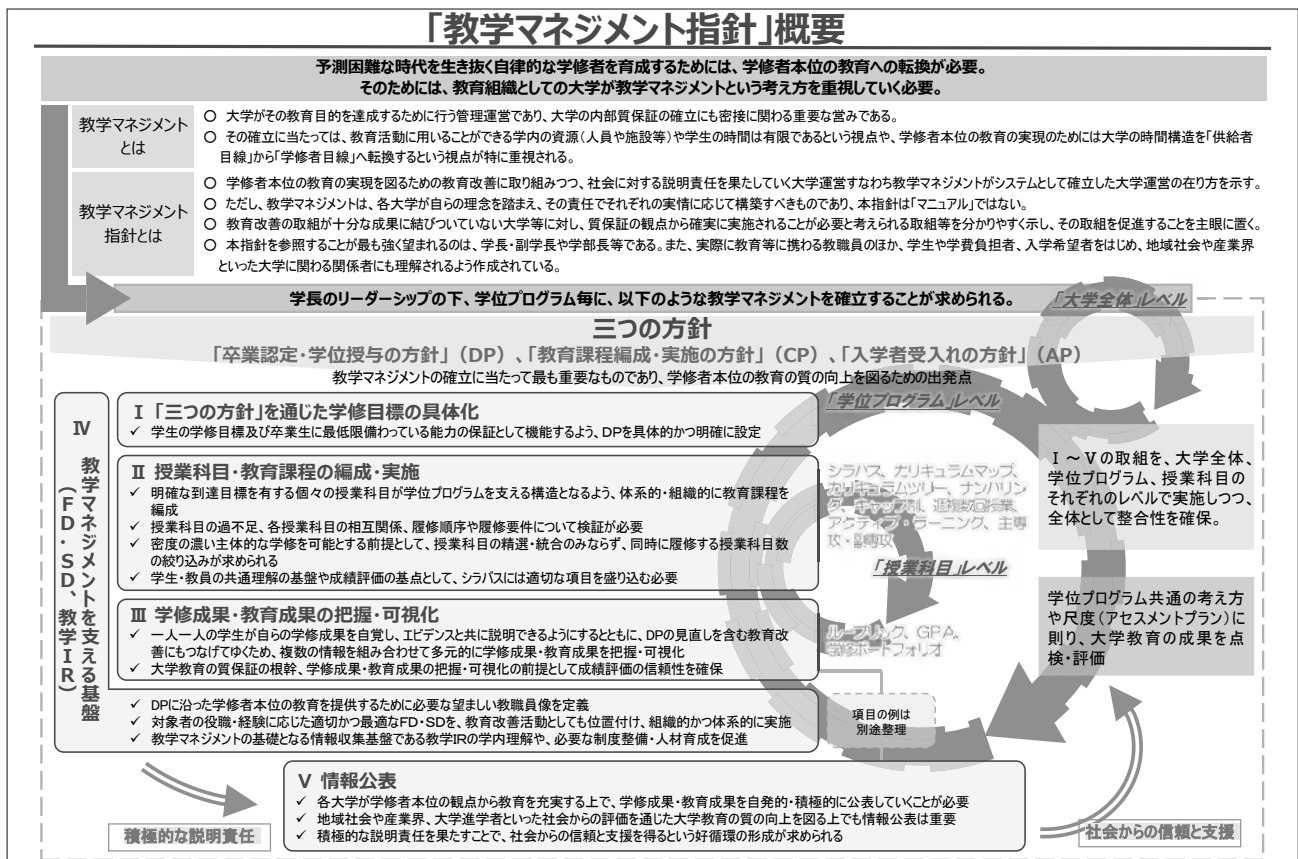 「教学マネジメント指針」概要
予測困難な時代を生き抜く自律的な学修者を育成するためには、学修者本位の教育への転換が必要。
そのためには、教育組織としての大学が教学マネジメントという考え方を重視していく必要。
教学マネジメント
とは
○ 大学がその教育目的を達成するために行う管理運営であり、大学の内部質保証の確立にも密接に関わる重要な営みである。
○ その確立に当たっては、教育活動に用いることができる学内の資源(人員や施設等)や学生の時間は有限であるという視点や、学修者本位の教育の実現のためには大学の時間構造を「供給者
目線」から「学修者目線」へ転換するという視点が特に重視される。
教学マネジメント
指針とは
○ 学修者本位の教育の実現を図るための教育改善に取り組みつつ、社会に対する説明責任を果たしていく大学運営すなわち教学マネジメントがシステムとして確立した大学運営の在り方を示す。
○ ただし、教学マネジメントは、各大学が自らの理念を踏まえ、その責任でそれぞれの実情に応じて構築すべきものであり、本指針は「マニュアル」ではない。
○ 教育改善の取組が十分な成果に結びついていない大学等に対し、質保証の観点から確実に実施されることが必要と考えられる取組等を分かりやすく示し、その取組を促進することを主眼に置く。
○ 本指針を参照することが最も強く望まれるのは、学長・副学長や学部長等である。また、実際に教育等に携わる教職員のほか、学生や学費負担者、入学希望者をはじめ、地域社会や産業界
といった大学に関わる関係者にも理解されるよう作成されている。
学長のリーダーシップの下、学位プログラム毎に、以下のような教学マネジメントを確立することが求められる。
「大学全体」レベル
三つの方針
「卒業認定・学位授与の方針」(DP)、「教育課程編成・実施の方針」(CP)、「入学者受入れの方針」(AP)
教学マネジメントの確立に当たって最も重要なものであり、学修者本位の教育の質の向上を図るための出発点
「学位プログラム」レベル
Ⅳ 教学マネジメントを支える基盤
(FD・SD、教学IR)
Ⅰ 「三つの方針」を通じた学修目標の具体化
✓ 学生の学修目標及び卒業生に最低限備わっている能力の保証として機能するよう、DPを具体的かつ明確に設定
Ⅱ 授業科目・教育課程の編成・実施
✓ 明確な到達目標を有する個々の授業科目が学位プログラムを支える構造となるよう、体系的・組織的に教育課程を
編成
✓ 授業科目の過不足、各授業科目の相互関係、履修順序や履修要件について検証が必要
✓ 密度の濃い主体的な学修を可能とする前提として、授業科目の精選・統合のみならず、同時に履修する授業科目数
の絞り込みが求められる
✓ 学生・教員の共通理解の基盤や成績評価の基点として、シラバスには適切な項目を盛り込む必要
シラバス、カリキュラムマップ、
カリキュラムツリー、ナンバリン
グ、キャップ制、週複数回授業、
アクティブ・ラーニング、主専
攻・副専攻
「授業科目」レベル
Ⅲ 学修成果・教育成果の把握・可視化
✓ 一人一人の学生が自らの学修成果を自覚し、エビデンスと共に説明できるようにするとともに、DPの見直しを含む教育改
善にもつなげてゆくため、複数の情報を組み合わせて多元的に学修成果・教育成果を把握・可視化
✓ 大学教育の質保証の根幹、学修成果・教育成果の把握・可視化の前提として成績評価の信頼性を確保
ルーブリック、GPA、
学修ポートフォリオ
✓ DPに沿った学修者本位の教育を提供するために必要な望ましい教職員像を定義
✓ 対象者の役職・経験に応じた適切かつ最適なFD・SDを、教育改善活動としても位置付け、組織的かつ体系的に実施
✓ 教学マネジメントの基礎となる情報収集基盤である教学IRの学内理解や、必要な制度整備・人材育成を促進
項目の例は
別途整理
Ⅰ~Ⅴの取組を、大学全体、
学位プログラム、授業科目の
それぞれのレベルで実施しつつ、
全体として整合性を確保。
学位プログラム共通の考え方
や尺度(アセスメントプラン)に
則り、大学教育の成果を点
検・評価
Ⅴ 情報公表
✓ 各大学が学修者本位の観点から教育を充実する上で、学修成果・教育成果を自発的・積極的に公表していくことが必要
✓ 地域社会や産業界、大学進学者といった社会からの評価を通じた大学教育の質の向上を図る上でも情報公表は重要
✓ 積極的な説明責任を果たすことで、社会からの信頼と支援を得るという好循環の形成が求められる
積極的な説明責任
社会からの信頼と支援